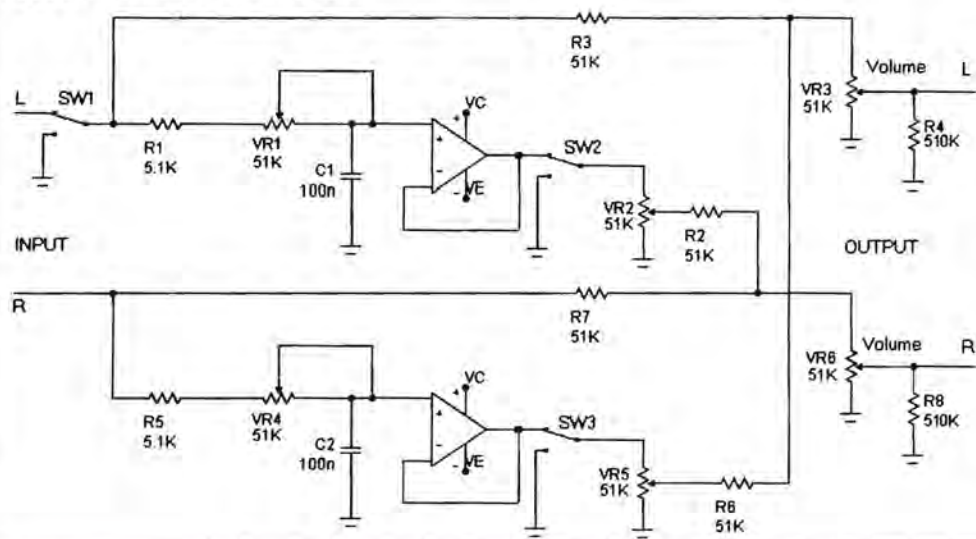 R3
51K
L
SW1
R1
5.1K
VR1
51K
C1
100n
VC
+
+
-
-
VE
SW2
VR2
51K
R2
51K
VR3
51K
Volume
L
R4
510K
INPUT
OUTPUT
R
R7
51K
R5
5.1K
VR4
51K
C2
100n
VC
+
+
-
-
VE
SW3
VR5
51K
R6
51K
VR6
51K
Volume
R
R8
510K